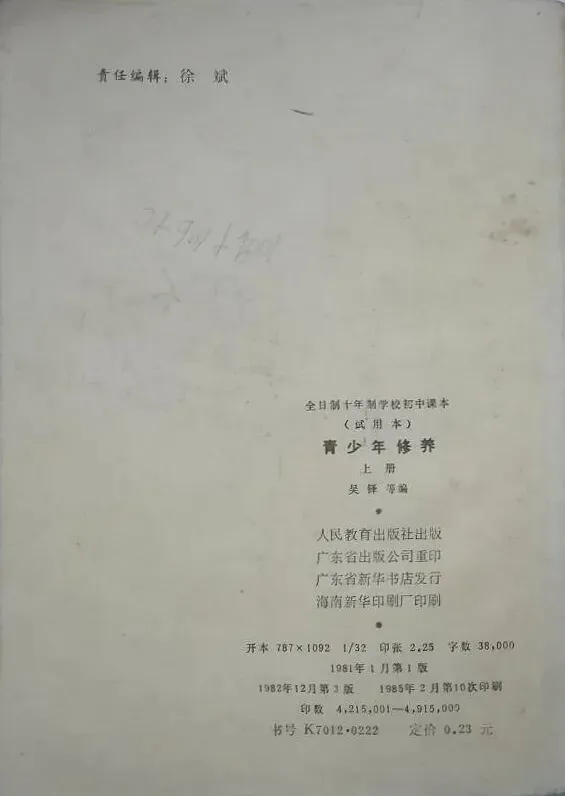 责任编辑：徐 斌
全日制十年制学校初中课本
（试用本）
青少年修养
上册
吴铎 等编
人民教育出版社出版
广东省出版公司重印
广东省新华书店发行
海南新华印刷厂印刷
开本 787×1092 1/32 印张 2.25 字数 38,000
1981年1月第1版
1982年12月第3版 1985年2月第10次印刷
印数 4,215,001—4,915,000
书号 K7012·0222 定价 0.23 元